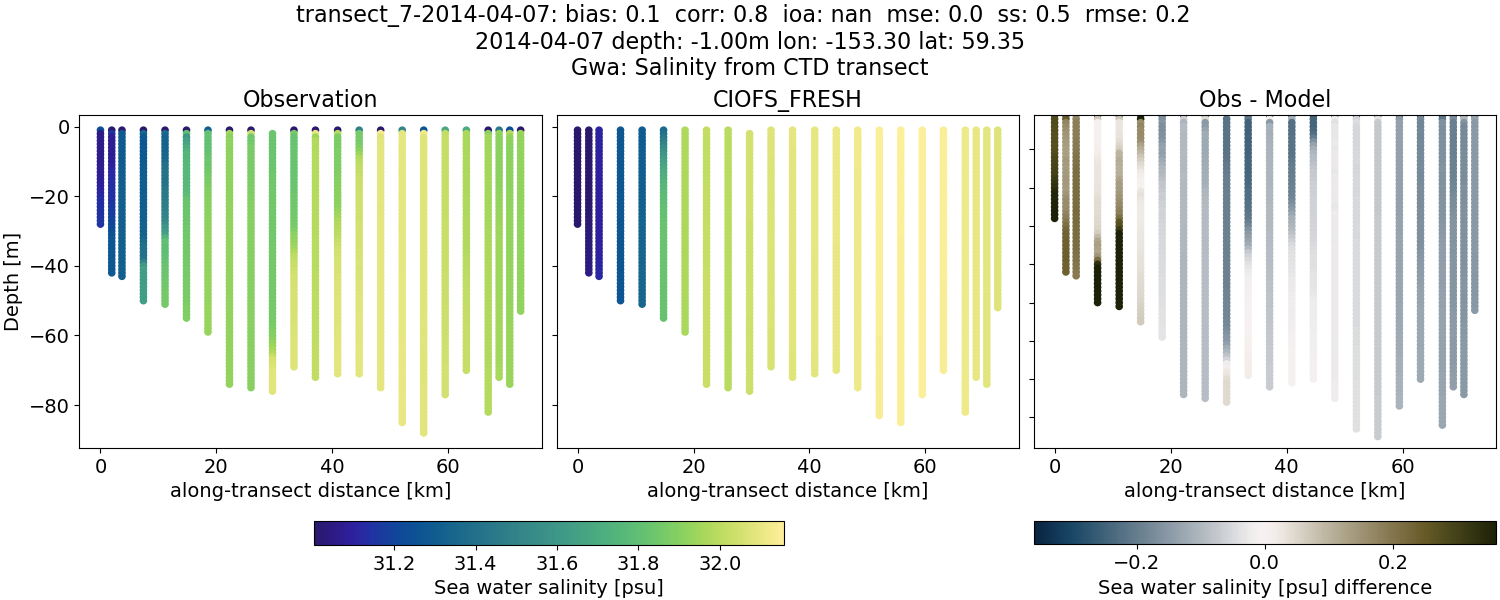 transect_7-2014-04-07: bias: 0.1  corr: 0.8  ioa: nan  mse: 0.0  ss: 0.5  rmse: 0.2
2014-04-07 depth: -1.00m lon: -153.30 lat: 59.35
Gwa: Salinity from CTD transect
Observation
CIOFS_FRESH
Obs - Model
Depth [m]
0
−20
−40
−60
−80
0 20 40 60
0 20 40 60
0 20 40 60
along-transect distance [km]
along-transect distance [km]
along-transect distance [km]
31.2 31.4 31.6 31.8 32.0
Sea water salinity [psu]
−0.2 0.0 0.2
Sea water salinity [psu] difference